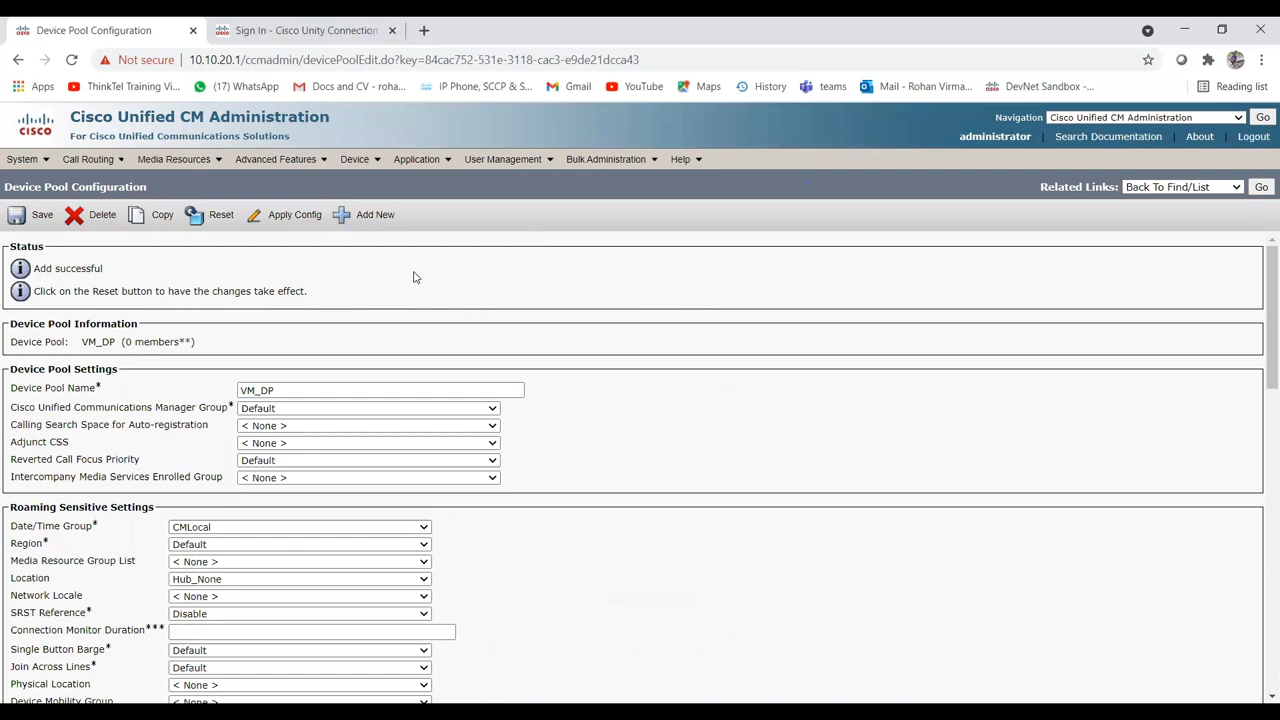 Device Pool Configuration
Sign In - Cisco Unity Connection
Not secure
10.10.20.1/ccmadmin/devicePoolEdit.do?key=84cac752-531e-3118-cac3-e9de21dcca43
Apps
ThinkTel Training Vi...
(17) WhatsApp
Docs and CV - roha...
IP Phone, SCCP & S...
Gmail
YouTube
Maps
History
teams
Mail - Rohan Virma...
DevNet Sandbox -...
Reading list
CISCO
Cisco Unified CM Administration
For Cisco Unified Communications Solutions
Navigation
Cisco Unified CM Administration
Go
administrator
Search Documentation
About
Logout
System
Call Routing
Media Resources
Advanced Features
Device
Application
User Management
Bulk Administration
Help
Device Pool Configuration
Related Links:
Back To Find/List
Go
Save
Delete
Copy
Reset
Apply Config
Add New
Status
Add successful
Click on the Reset button to have the changes take effect.
Device Pool Information
Device Pool: VM_DP (0 members**)
Device Pool Settings
Device Pool Name* VM_DP
Cisco Unified Communications Manager Group* Default
Calling Search Space for Auto-registration < None >
Adjunct CSS < None >
Reverted Call Focus Priority Default
Intercompany Media Services Enrolled Group < None >
Roaming Sensitive Settings
Date/Time Group* CMLocal
Region* Default
Media Resource Group List < None >
Location Hub_None
Network Locale < None >
SRST Reference* Disable
Connection Monitor Duration***
Single Button Barge* Default
Join Across Lines* Default
Physical Location < None >
Device Mobility Group < None >